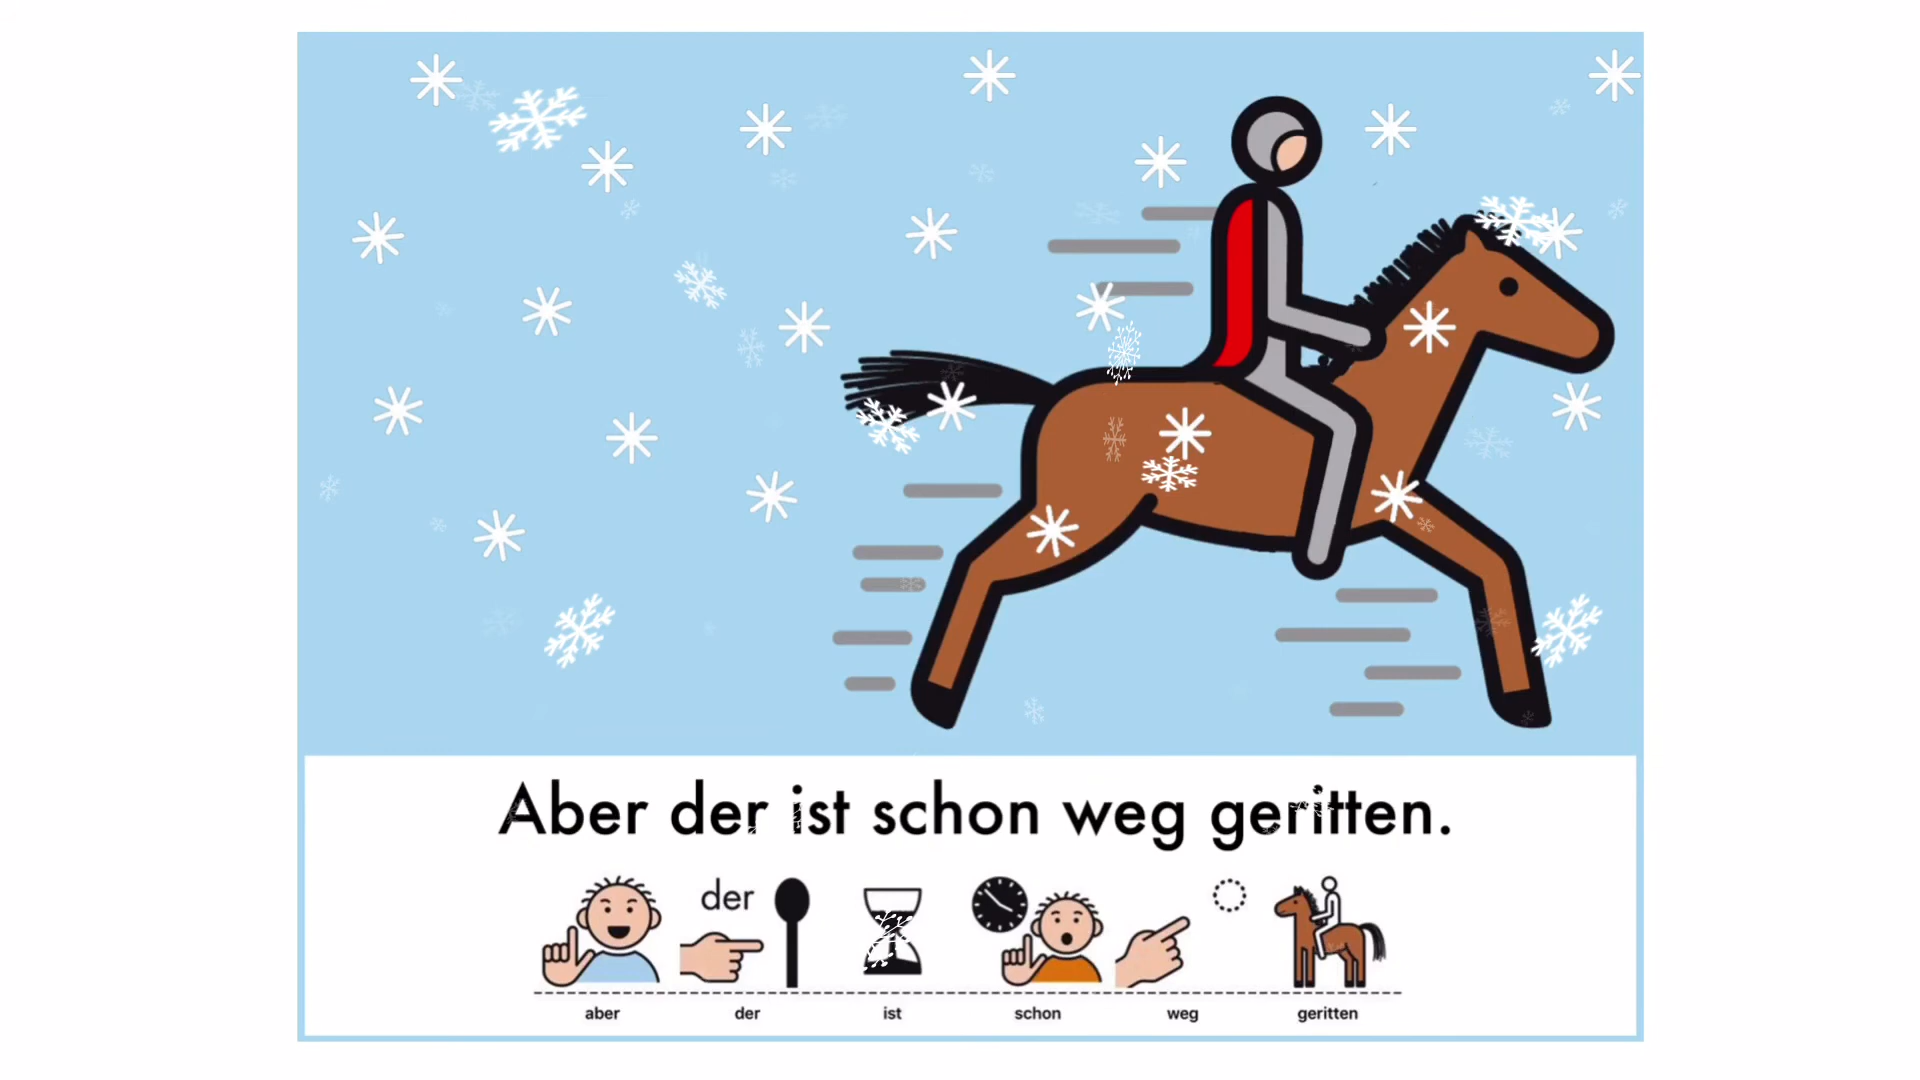 Aber der ist schon weg geritten.
der
aber der ist schon weg geritten